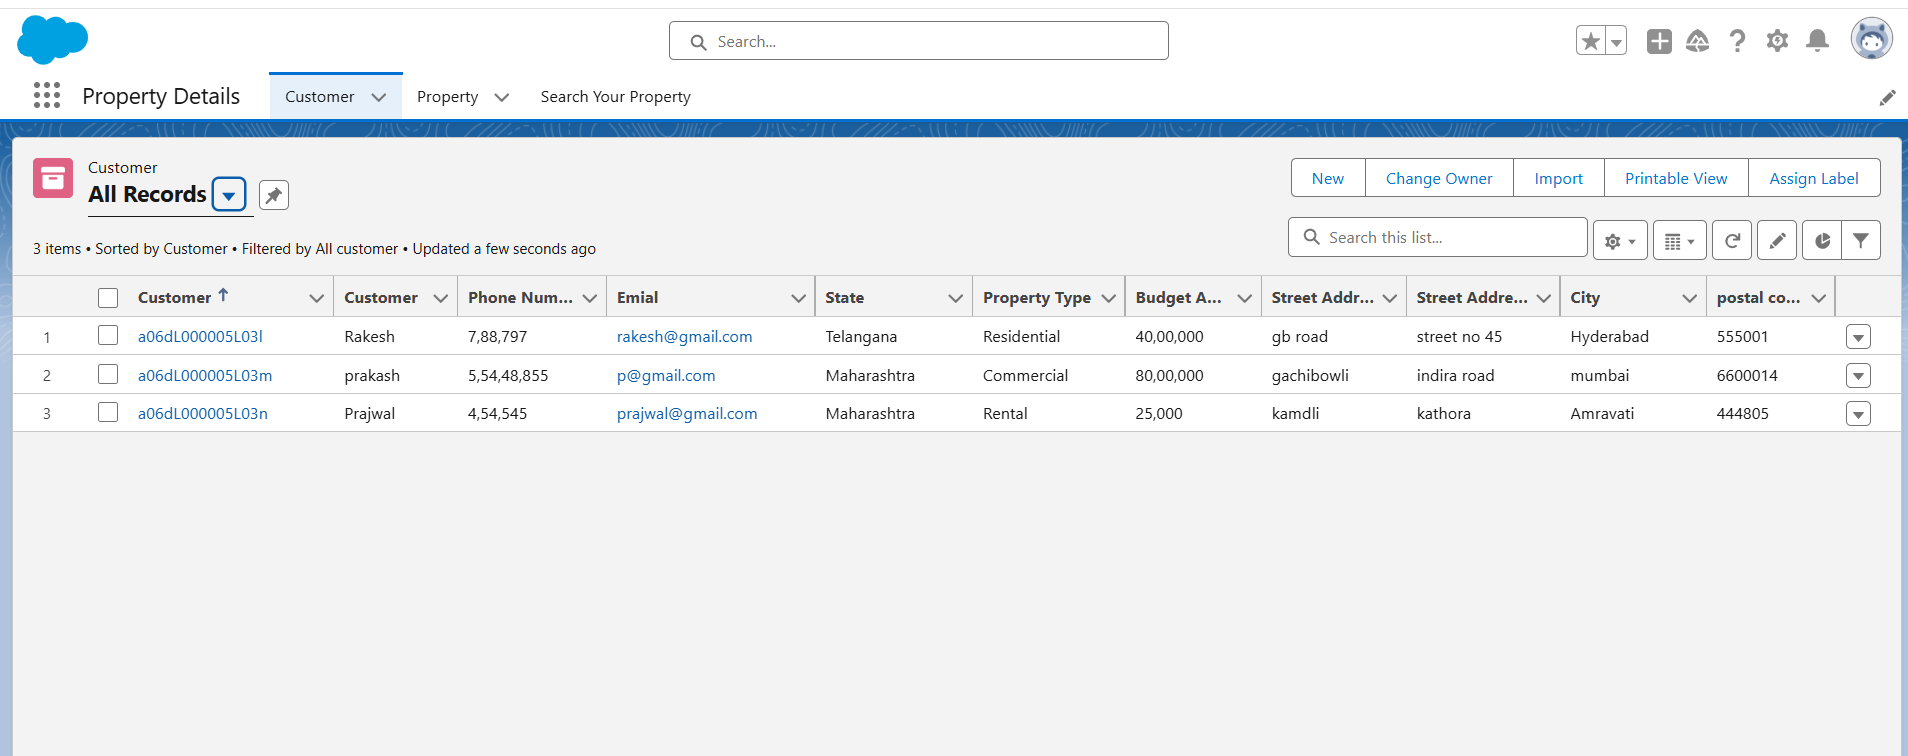 Search...
Property Details Customer Property Search Your Property
Customer
All Records
New Change Owner Import Printable View Assign Label
3 items • Sorted by Customer • Filtered by All customer • Updated a few seconds ago
Search this list...
Customer Customer Phone Num... Emial State Property Type Budget A... Street Addr... Street Addre... City postal co...
1 a06dL000005L03l Rakesh 7,88,797 rakesh@gmail.com Telangana Residential 40,00,000 gb road street no 45 Hyderabad 555001
2 a06dL000005L03m prakash 5,54,48,855 p@gmail.com Maharashtra Commercial 80,00,000 gachibowli indira road mumbai 6600014
3 a06dL000005L03n Prajwal 4,54,545 prajwal@gmail.com Maharashtra Rental 25,000 kamdli kathora Amravati 444805